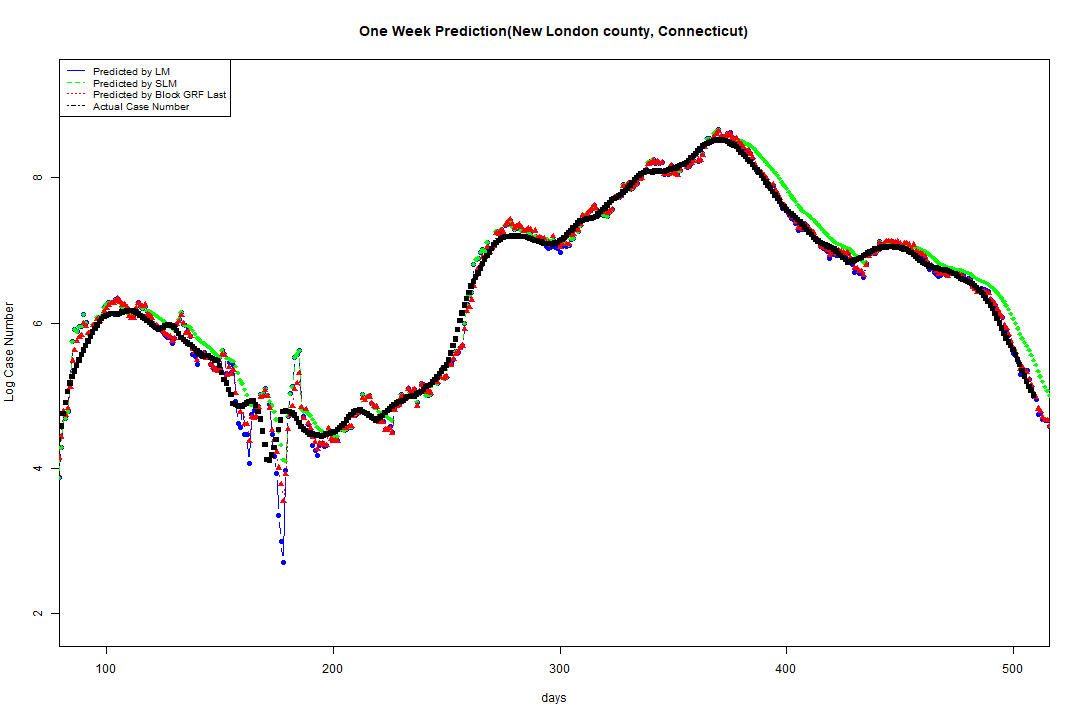 One Week Prediction(New London county, Connecticut)
Predicted by LM
Predicted by SLM
Predicted by Block GRF Last
Actual Case Number
Log Case Number
8
6
4
2
100 200 300 400 500
days